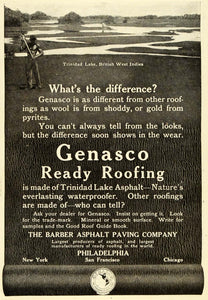 Trinidad Lake, British West Indies
What's the difference?
Genasco is as different from other roof-
ings as wool is from shoddy, or gold from
pyrites.
You can't always tell from the looks,
but the difference soon shows in the wear.
Genasco
Ready Roofing
is made of Trinidad Lake Asphalt—Nature's
everlasting waterproofer. Other roofings
are made of—who can tell?
Ask your dealer for Genasco. Insist on getting it. Look
for the trade-mark. Mineral or smooth surface. Write
for samples and the Good Roof Guide Book.
THE BARBER ASPHALT PAVING COMPANY
Largest producers of asphalt, and largest
manufacturers of ready roofing in the world.
PHILADELPHIA
New York San Francisco Chicago